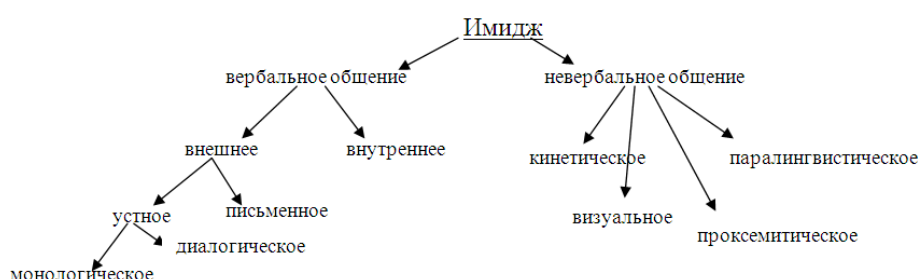 Имидж
вербальное общение
невербальное общение
внешнее
внутреннее
кинетическое
паралингвистическое
устное
письменное
визуальное
диалогическое
проксемитическое
монологическое